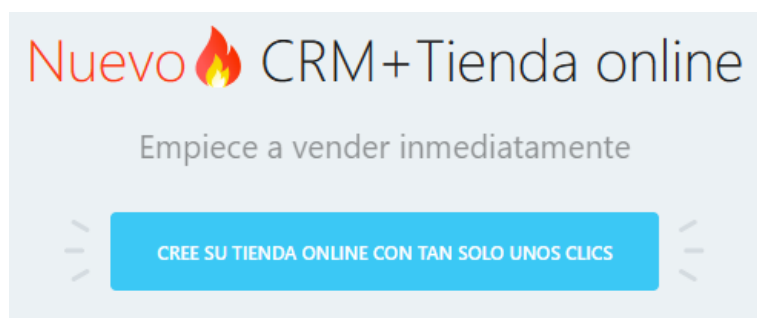 Nuevo🔥 CRM+Tienda online
Empiece a vender inmediatamente
CREE SU TIENDA ONLINE CON TAN SOLO UNOS CLICS